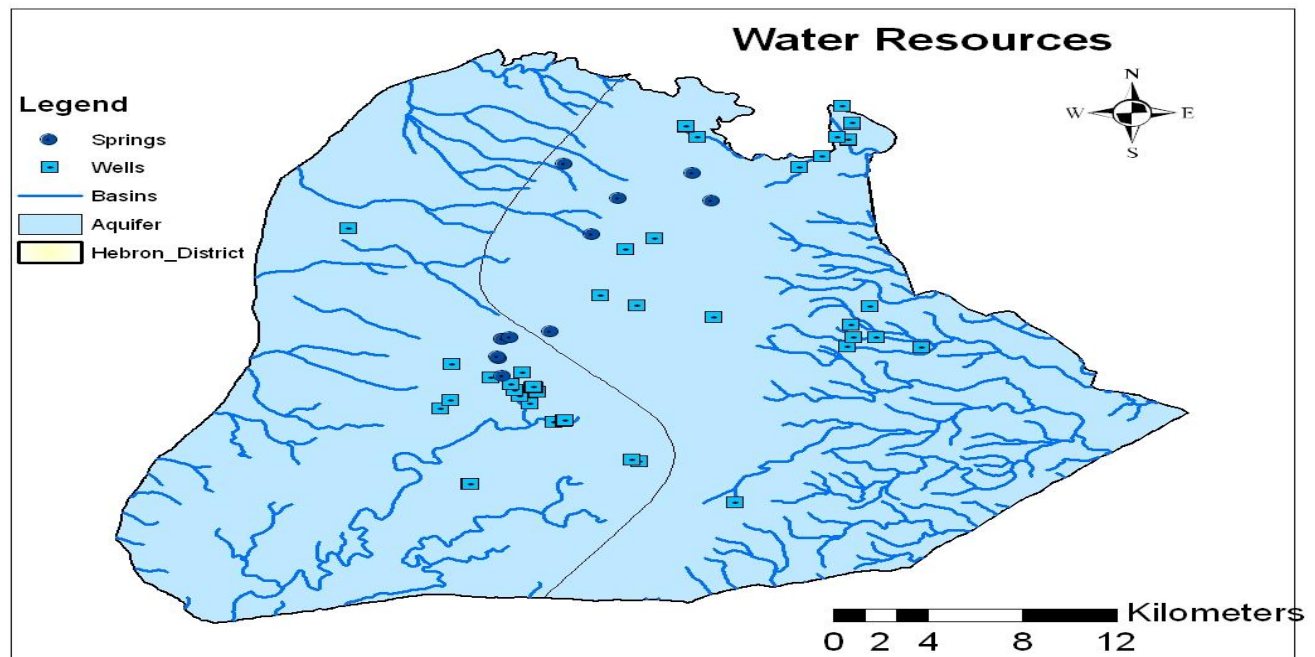 Water Resources
N
W E
S
Legend
Springs
Wells
Basins
Aquifer
Hebron_District
Kilometers
0 2 4 8 12